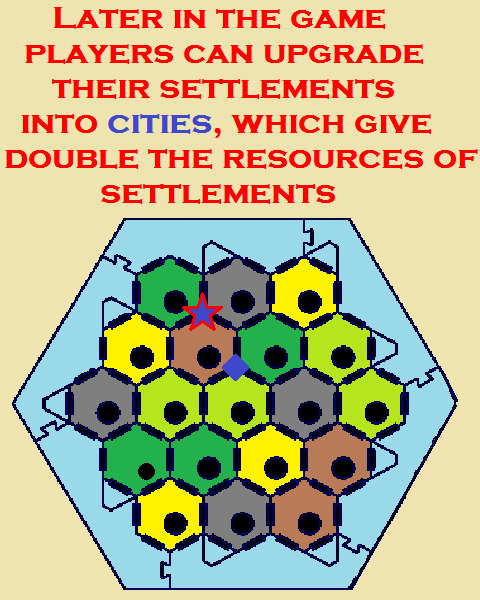 Later in the game
players can upgrade
their settlements
into cities, which give
double the resources of
settlements